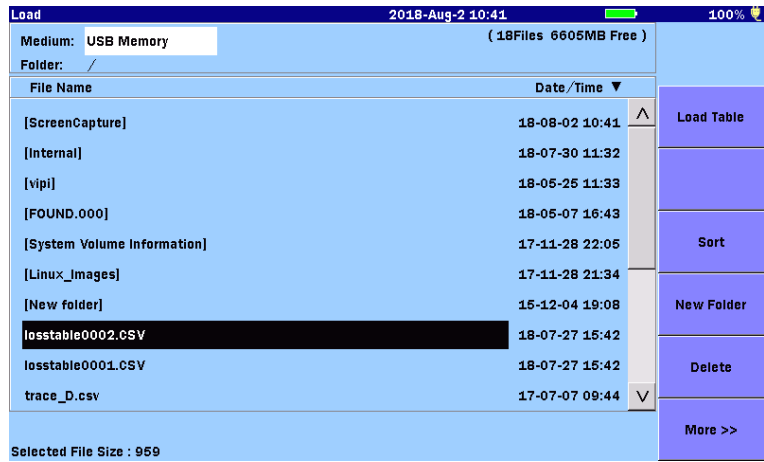 Load 2018-Aug-2 10:41 100%
Medium: USB Memory (18Files 6605MB Free )
Folder: /
File Name Date/Time ▼
[ScreenCapture] 18-08-02 10:41
[Internal] 18-07-30 11:32
[vipi] 18-05-25 11:33
[FOUND.000] 18-05-07 16:43
[System Volume Information] 17-11-28 22:05
[Linux_Images] 17-11-28 21:34
[New folder] 15-12-04 19:08
losstable0002.CSV 18-07-27 15:42
losstable0001.CSV 18-07-27 15:42
trace_D.csv 17-07-07 09:44
Selected File Size : 959
Load Table
Sort
New Folder
Delete
More >>